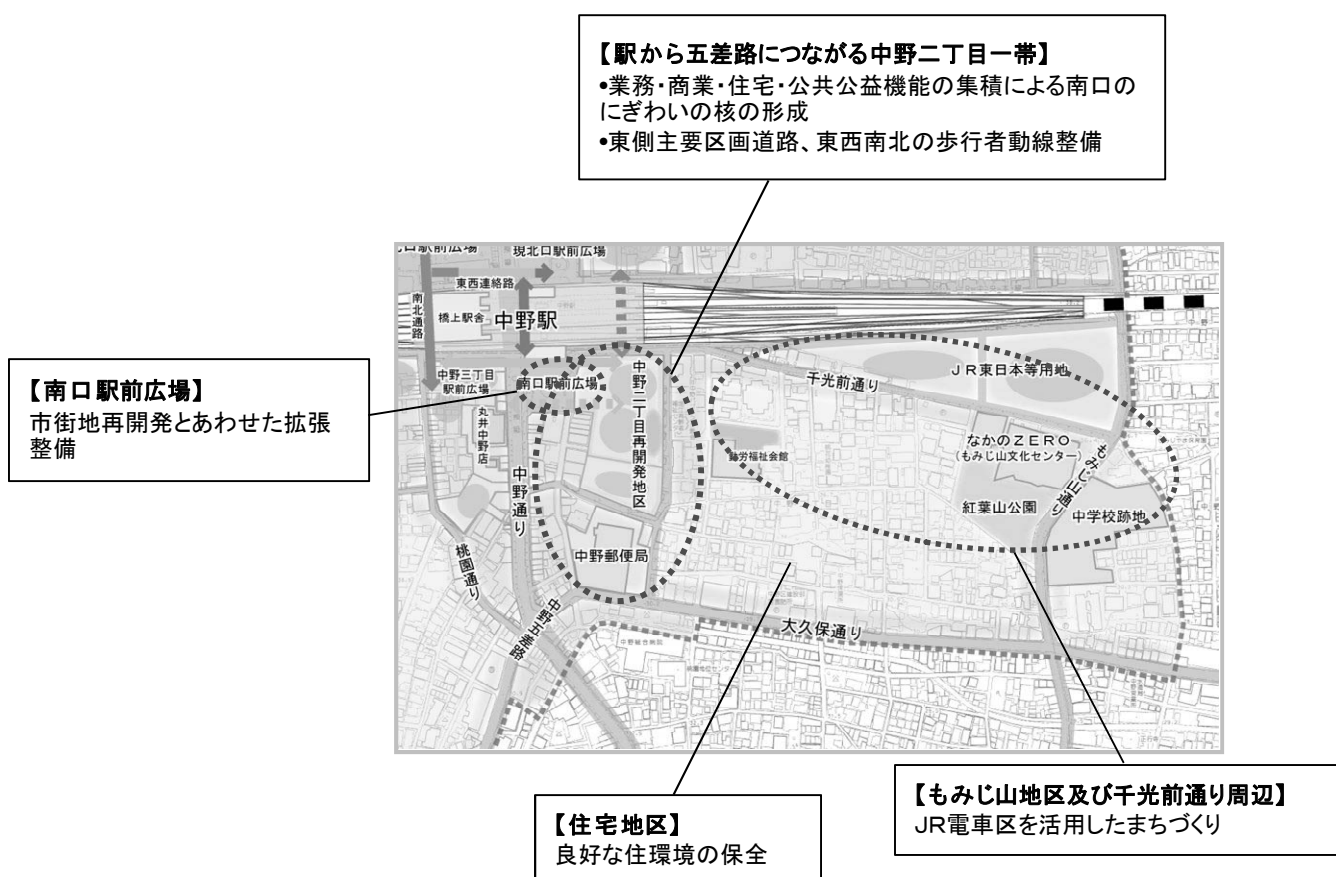 【駅から五差路につながる中野二丁目一帯】
•業務・商業・住宅・公共公益機能の集積による南口の
にぎわいの核の形成
•東側主要区画道路、東西南北の歩行者動線整備
現北口駅前広場
東西連絡路
南北通路
橋上駅舎
中野駅
【南口駅前広場】
市街地再開発とあわせた拡張
整備
中野三丁目
駅前広場
南口駅前広場
丸井中野店
中野二丁目再開発地区
千光前通り
JR東日本等用地
なかのZERO
(もみじ山文化センター)
もみじ山通り
勤労福祉会館
紅葉山公園
中学校跡地
中野通り
桃園通り
中野郵便局
中野五差路
大久保通り
中野総合病院
【住宅地区】
良好な住環境の保全
【もみじ山地区及び千光前通り周辺】
JR電車区を活用したまちづくり